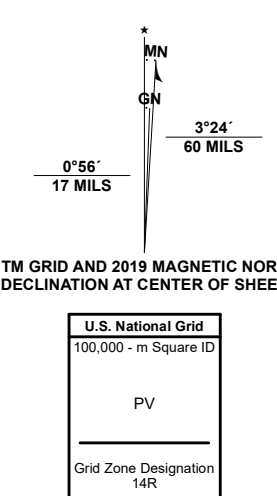 MN
GN
3°24´
60 MILS
0°56´
17 MILS
TM GRID AND 2019 MAGNETIC NOR
DECLINATION AT CENTER OF SHEE
U.S. National Grid
100,000 - m Square ID
PV
Grid Zone Designation
14R